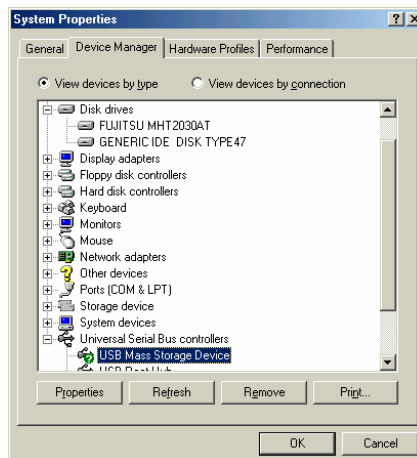 System Properties
General Device Manager Hardware Profiles Performance
View devices by type View devices by connection
Disk drives
FUJITSU MHT2030AT
GENERIC IDE DISK TYPE47
Display adapters
Floppy disk controllers
Hard disk controllers
Keyboard
Monitors
Mouse
Network adapters
Other devices
Ports (COM & LPT)
Storage device
System devices
Universal Serial Bus controllers
USB Mass Storage Device
USB Root Hub
Properties Refresh Remove Print...
OK Cancel